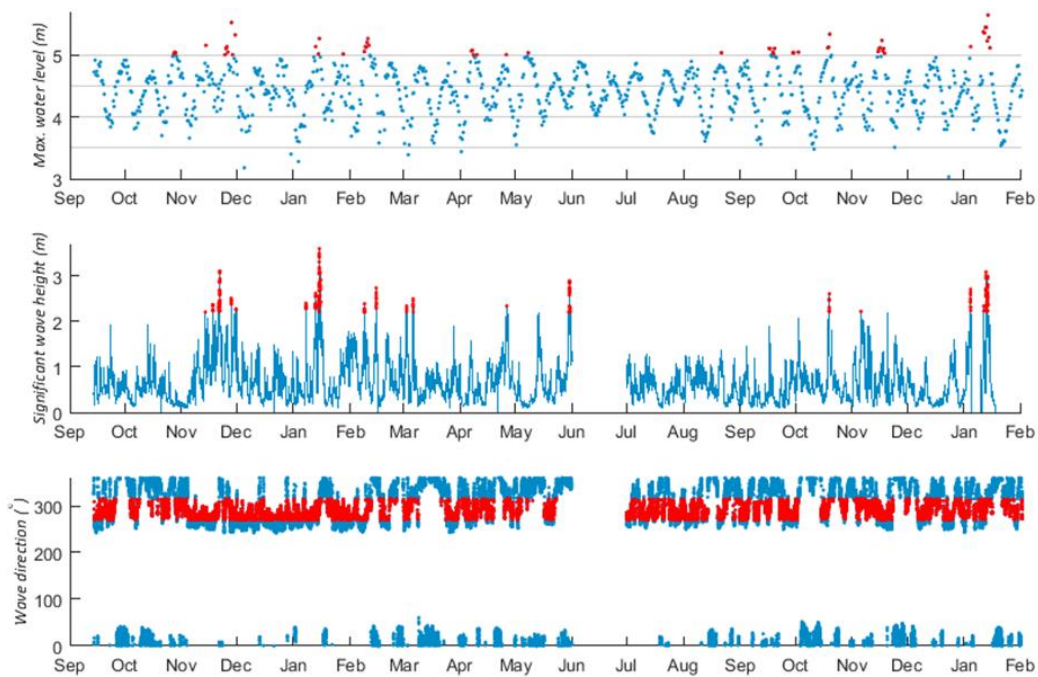 Max. water level (m)
5
4
3
Sep Oct Nov Dec Jan Feb Mar Apr May Jun Jul Aug Sep Oct Nov Dec Jan Feb
Significant wave height (m)
3
2
1
0
Sep Oct Nov Dec Jan Feb Mar Apr May Jun Jul Aug Sep Oct Nov Dec Jan Feb
Wave direction (°)
300
200
100
0
Sep Oct Nov Dec Jan Feb Mar Apr May Jun Jul Aug Sep Oct Nov Dec Jan Feb